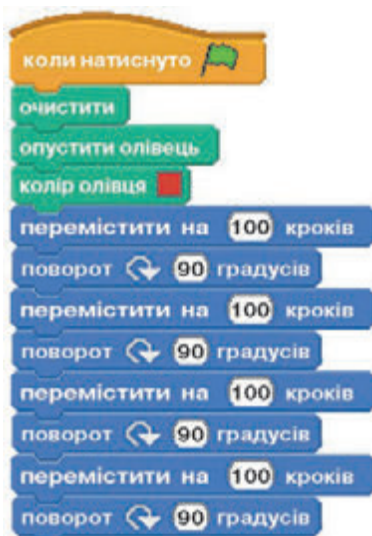 коли натиснуто
очистити
опустити олівець
колір олівця
перемістити на 100 кроків
поворот 90 градусів
перемістити на 100 кроків
поворот 90 градусів
перемістити на 100 кроків
поворот 90 градусів
перемістити на 100 кроків
поворот 90 градусів